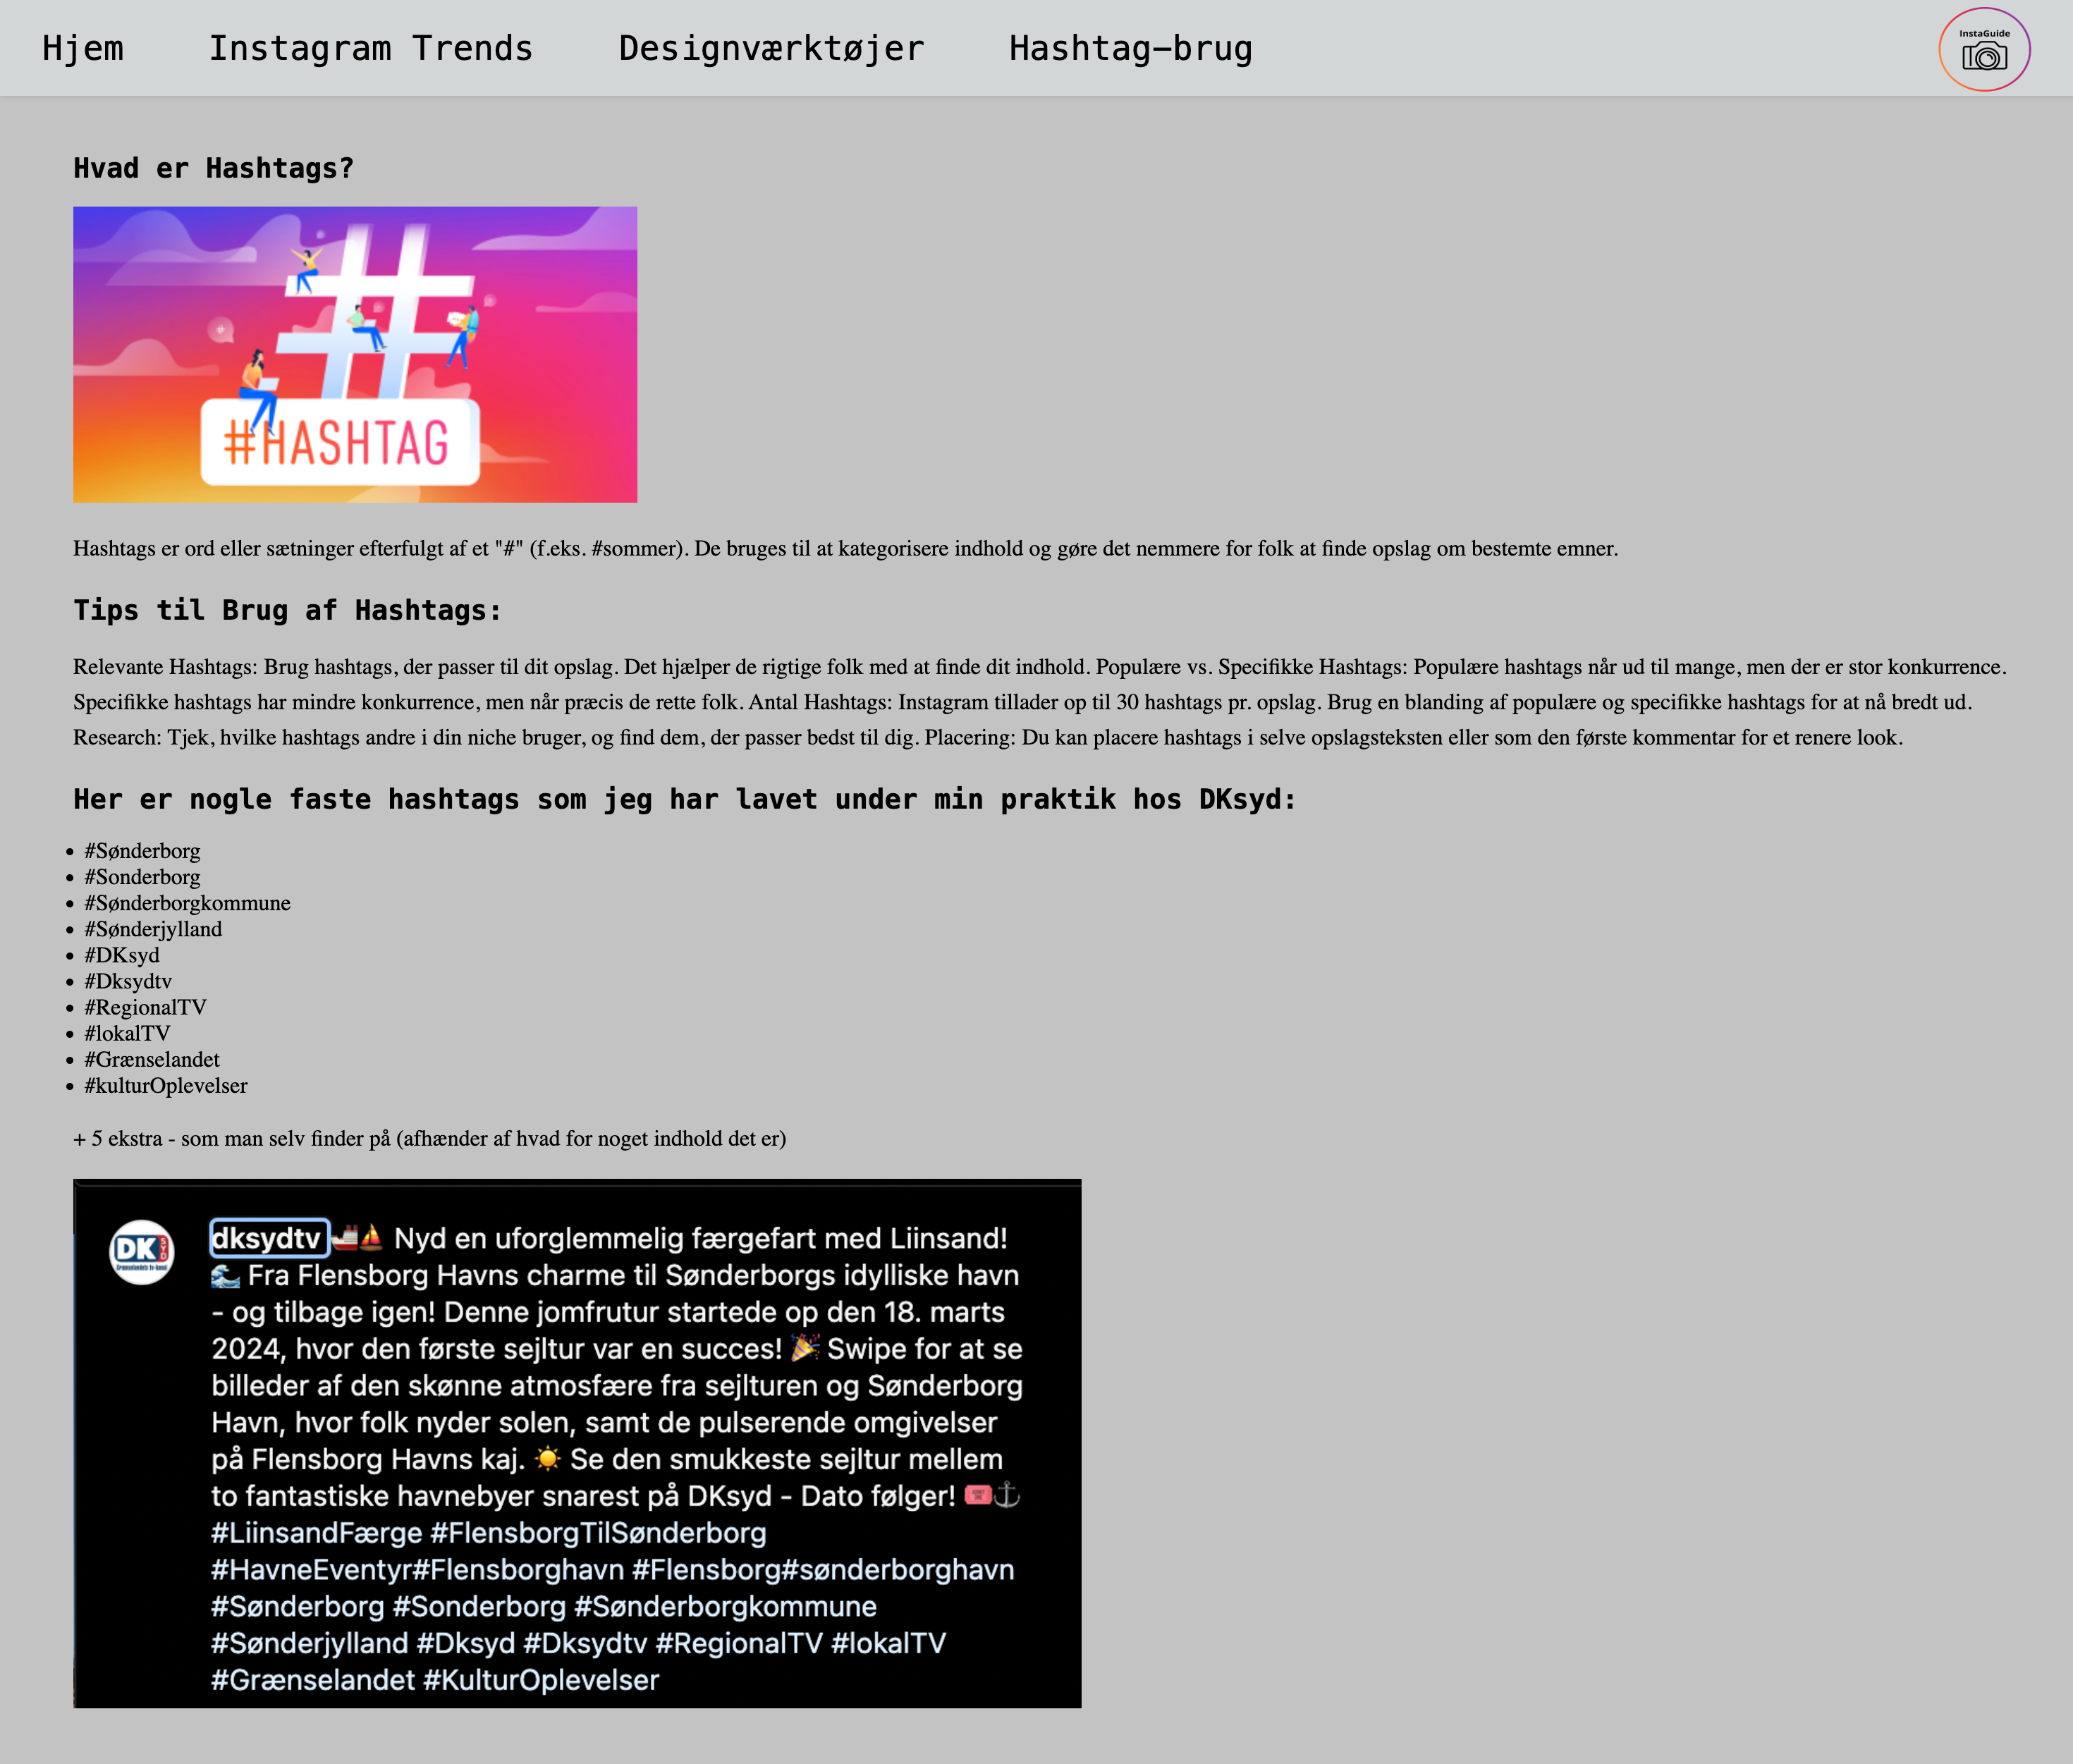 Hjem Instagram Trends Designværktøjer Hashtag-brug
InstaGuide
Hvad er Hashtags?
#
#HASHTAG
Hashtags er ord eller sætninger efterfulgt af et "#" (f.eks. #sommer). De bruges til at kategorisere indhold og gøre det nemmere for folk at finde opslag om bestemte emner.
Tips til Brug af Hashtags:
Relevante Hashtags: Brug hashtags, der passer til dit opslag. Det hjælper de rigtige folk med at finde dit indhold. Populære vs. Specifikke Hashtags: Populære hashtags når ud til mange, men der er stor konkurrence.
Specifikke hashtags har mindre konkurrence, men når præcis de rette folk. Antal Hashtags: Instagram tillader op til 30 hashtags pr. opslag. Brug en blanding af populære og specifikke hashtags for at nå bredt ud.
Research: Tjek, hvilke hashtags andre i din niche bruger, og find dem, der passer bedst til dig. Placering: Du kan placere hashtags i selve opslagsteksten eller som den første kommentar for et renere look.
Her er nogle faste hashtags som jeg har lavet under min praktik hos DKsyd:
#Sønderborg
#Sonderborg
#Sønderborgkommune
#Sønderjylland
#DKsyd
#Dksydtv
#RegionalTV
#lokalTV
#Grænselandet
#kulturOplevelser
+ 5 ekstra - som man selv finder på (afhænder af hvad for noget indhold det er)
DK SYD
Grænselandets tv-kanal
dksydtv 🚢⛵ Nyd en uforglemmelig færgefart med Liinsand!
🌊 Fra Flensborg Havns charme til Sønderborgs idylliske havn
- og tilbage igen! Denne jomfrutur startede op den 18. marts
2024, hvor den første sejltur var en succes! 🎉 Swipe for at se
billeder af den skønne atmosfære fra sejlturen og Sønderborg
Havn, hvor folk nyder solen, samt de pulserende omgivelser
på Flensborg Havns kaj. ☀️ Se den smukkeste sejltur mellem
to fantastiske havnebyer snarest på DKsyd - Dato følger! 🎟️⚓
#LiinsandFærge #FlensborgTilSønderborg
#HavneEventyr#Flensborghavn #Flensborg#sønderborghavn
#Sønderborg #Sonderborg #Sønderborgkommune
#Sønderjylland #Dksyd #Dksydtv #RegionalTV #lokalTV
#Grænselandet #KulturOplevelser